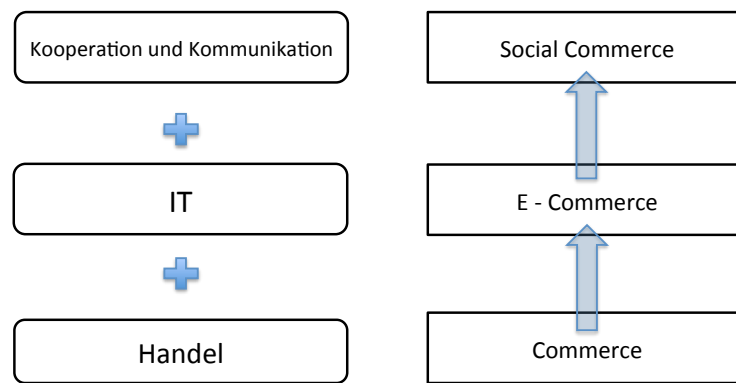 Kooperation und Kommunikation
Social Commerce
IT
E - Commerce
Handel
Commerce